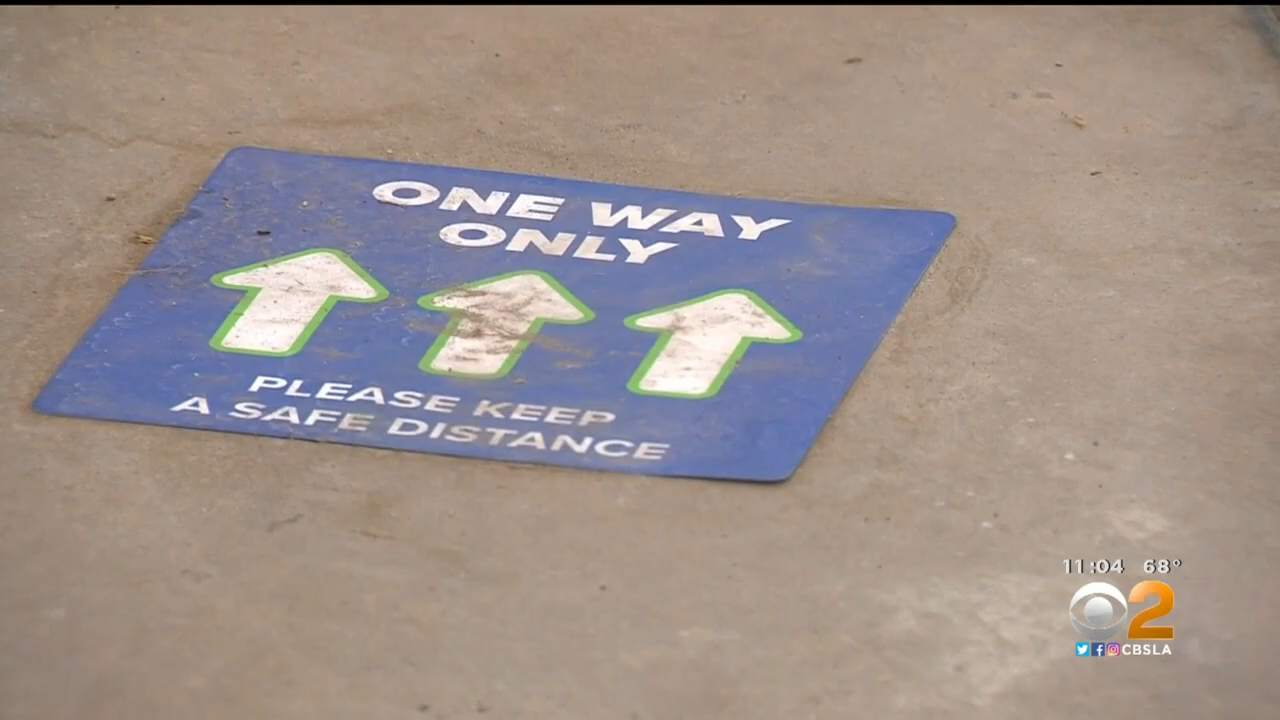 ONE WAY
ONLY
PLEASE KEEP
A SAFE DISTANCE
11:04 68°
2
CBSLA